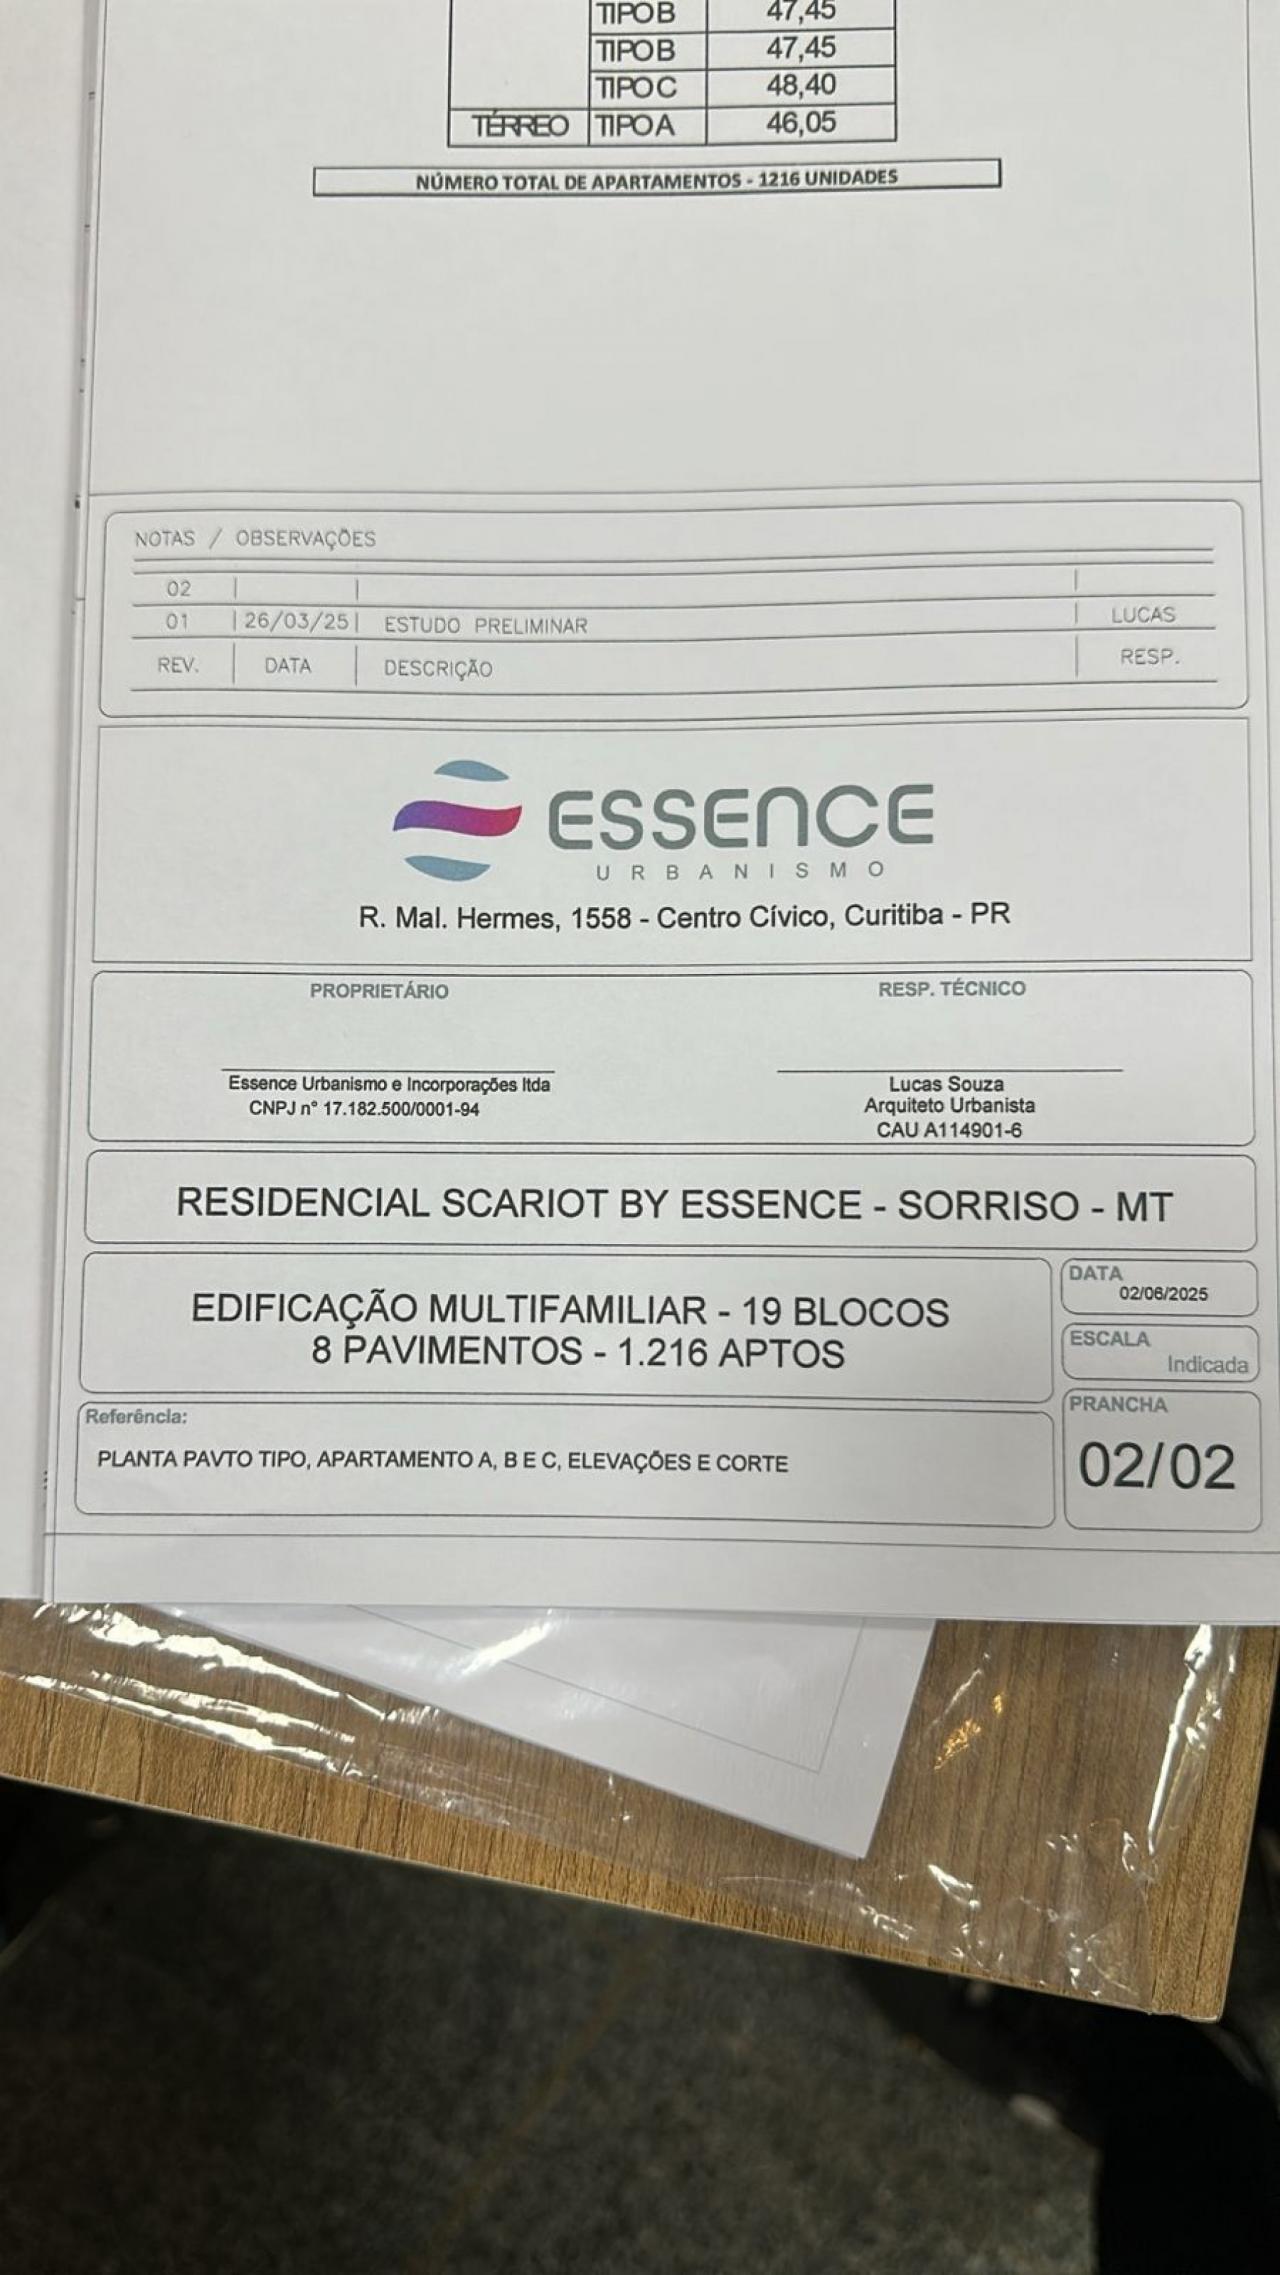 TIPO B 47,45
TIPO B 47,45
TIPO C 48,40
TÉRREO TIPO A 46,05
NÚMERO TOTAL DE APARTAMENTOS - 1216 UNIDADES
NOTAS / OBSERVAÇÕES
02
01 26/03/25 ESTUDO PRELIMINAR LUCAS
REV. DATA DESCRIÇÃO RESP.
ESSENCE
URBANISMO
R. Mal. Hermes, 1558 - Centro Cívico, Curitiba - PR
PROPRIETÁRIO
Essence Urbanismo e Incorporações ltda
CNPJ n° 17.182.500/0001-94
RESP. TÉCNICO
Lucas Souza
Arquiteto Urbanista
CAU A114901-6
RESIDENCIAL SCARIOT BY ESSENCE - SORRISO - MT
EDIFICAÇÃO MULTIFAMILIAR - 19 BLOCOS
8 PAVIMENTOS - 1.216 APTOS
DATA
02/06/2025
ESCALA
Indicada
Referência:
PLANTA PAVTO TIPO, APARTAMENTO A, B E C, ELEVAÇÕES E CORTE
PRANCHA
02/02